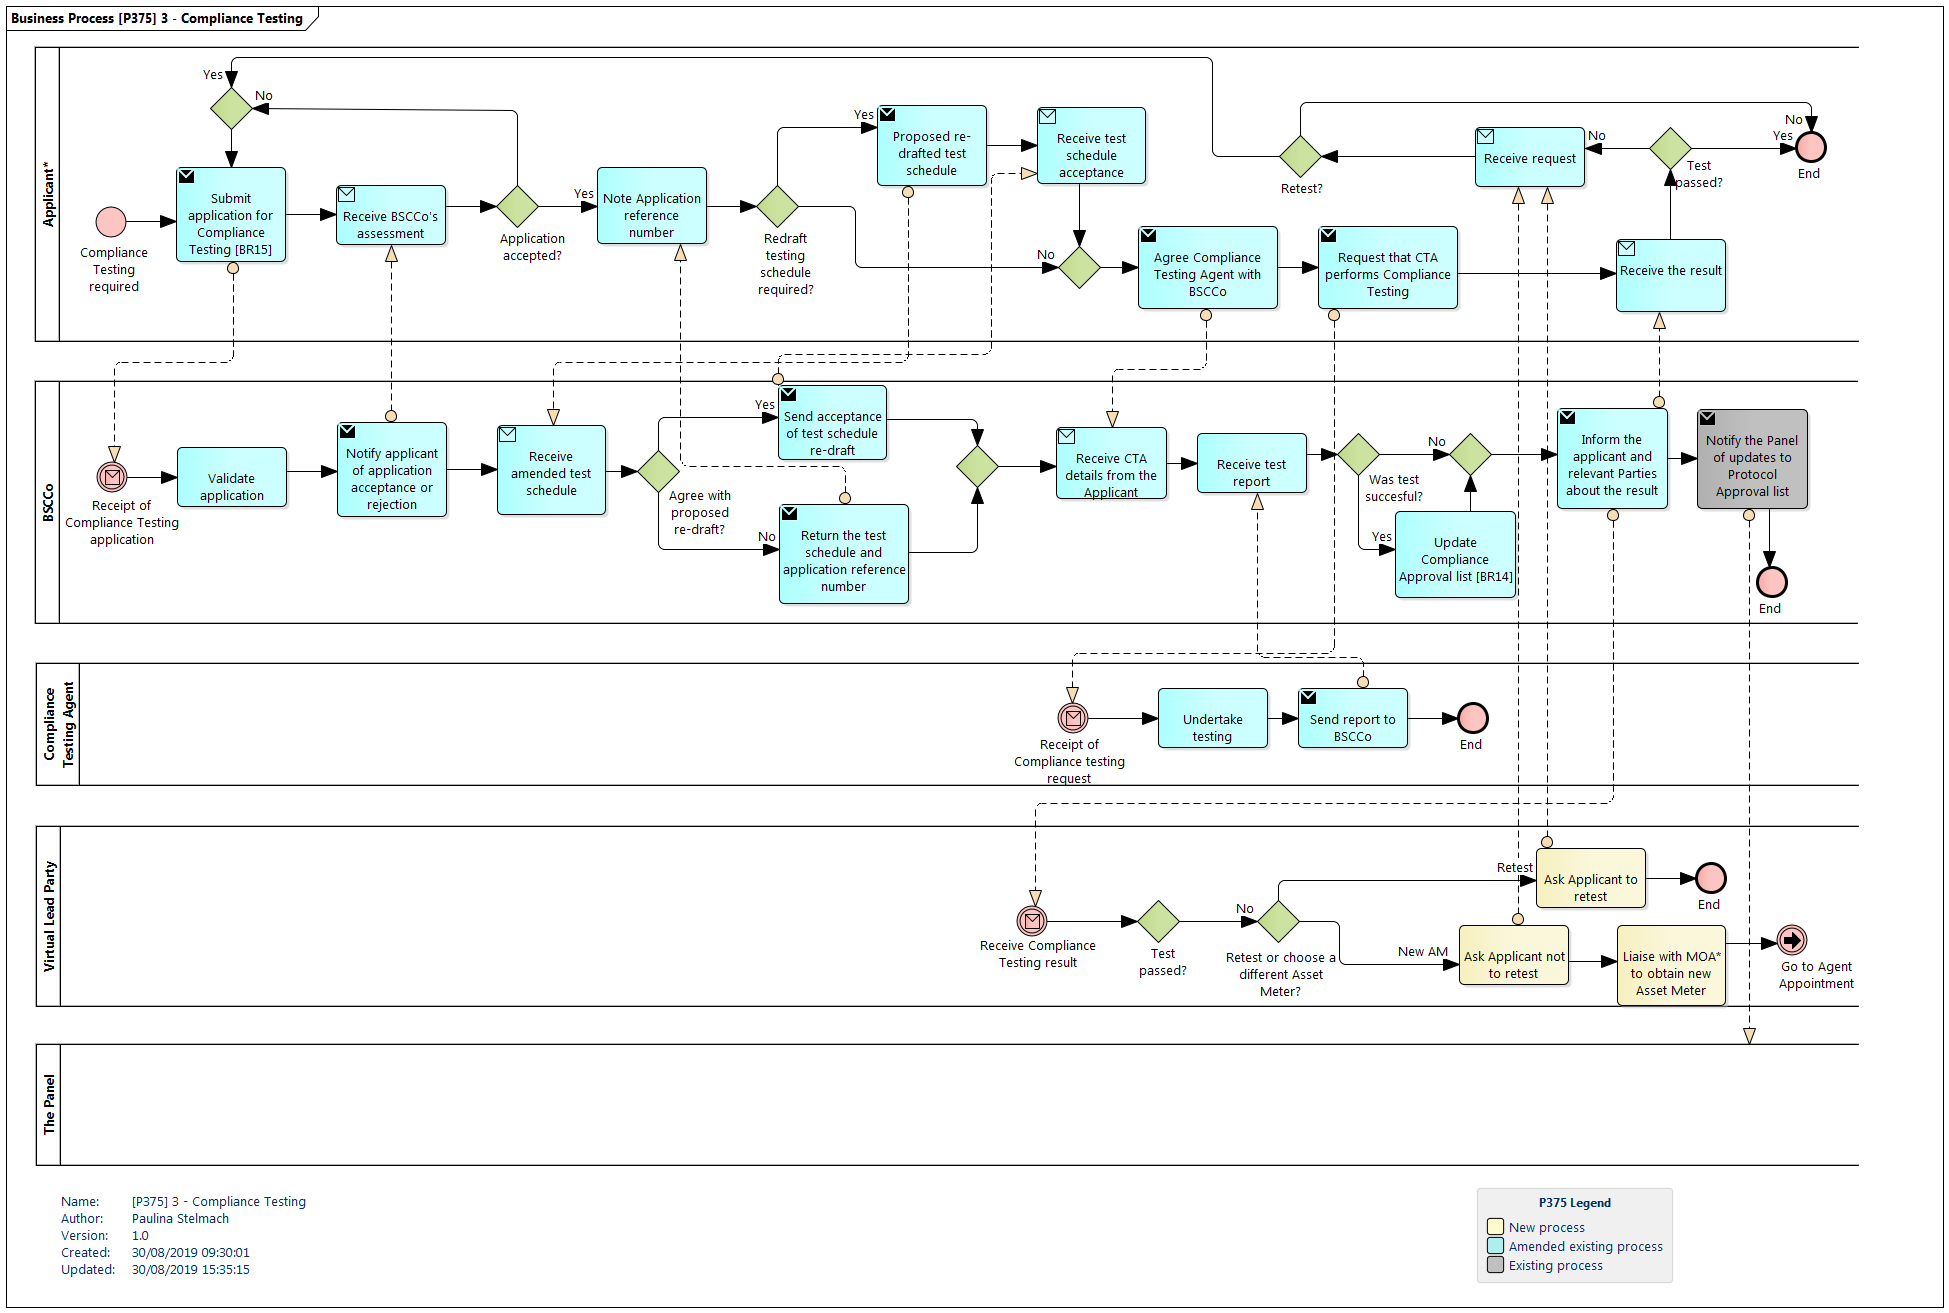 Business Process [P375] 3 - Compliance Testing
Applicant*
Compliance
Testing
required
Yes
No
Submit
application for
Compliance
Testing [BR15]
Receive BSCCo's
assessment
Application
accepted?
Yes
Note Application
reference
number
Redraft
testing
schedule
required?
Yes
Proposed re-
drafted test
schedule
Receive test
schedule
acceptance
No
Agree Compliance
Testing Agent with
BSCCo
Request that CTA
performs Compliance
Testing
Retest?
Receive request
No
Test
passed?
No
Yes
End
Receive the result
BSCCo
Receipt of
Compliance Testing
application
Validate
application
Notify applicant
of application
acceptance or
rejection
Receive
amended test
schedule
Agree with
proposed
re-draft?
Yes
Send acceptance
of test schedule
re-draft
No
Return the test
schedule and
application reference
number
Receive CTA
details from the
Applicant
Receive test
report
Was test
succesful?
No
Yes
Update
Compliance
Approval list [BR14]
Inform the
applicant and
relevant Parties
about the result
Notify the Panel
of updates to
Protocol
Approval list
End
Compliance
Testing Agent
Receipt of
Compliance testing
request
Undertake
testing
Send report to
BSCCo
End
Virtual Lead Party
Receive Compliance
Testing result
Test
passed?
No
Retest or choose a
different Asset
Meter?
Retest
Ask Applicant to
retest
End
New AM
Ask Applicant not
to retest
Liaise with MOA*
to obtain new
Asset Meter
Go to Agent
Appointment
The Panel
Name: [P375] 3 - Compliance Testing
Author: Paulina Stelmach
Version: 1.0
Created: 30/08/2019 09:30:01
Updated: 30/08/2019 15:35:15
P375 Legend
New process
Amended existing process
Existing process